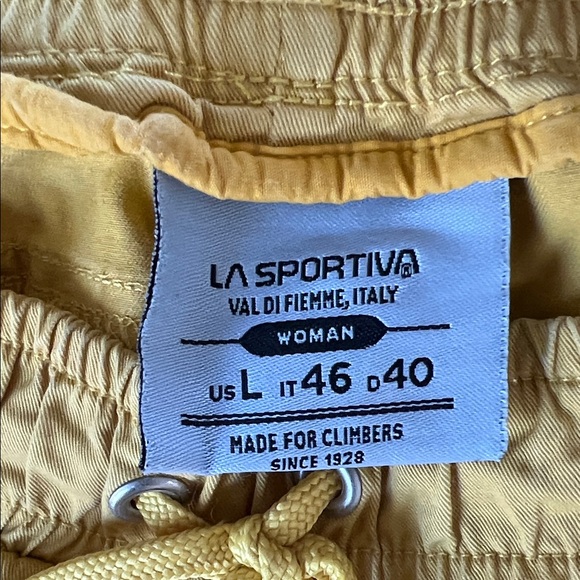 LA SPORTIVA®
VAL DI FIEMME, ITALY
WOMAN
US L IT 46 D 40
MADE FOR CLIMBERS
SINCE 1928